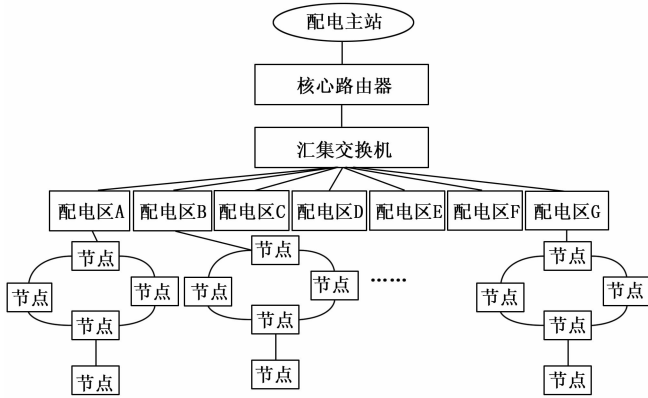 配电主站
核心路由器
汇集交换机
配电区A
配电区B
配电区C
配电区D
配电区E
配电区F
配电区G
节点
节点
节点
节点
节点
节点
节点
节点
节点
节点
……
节点
节点
节点
节点
节点